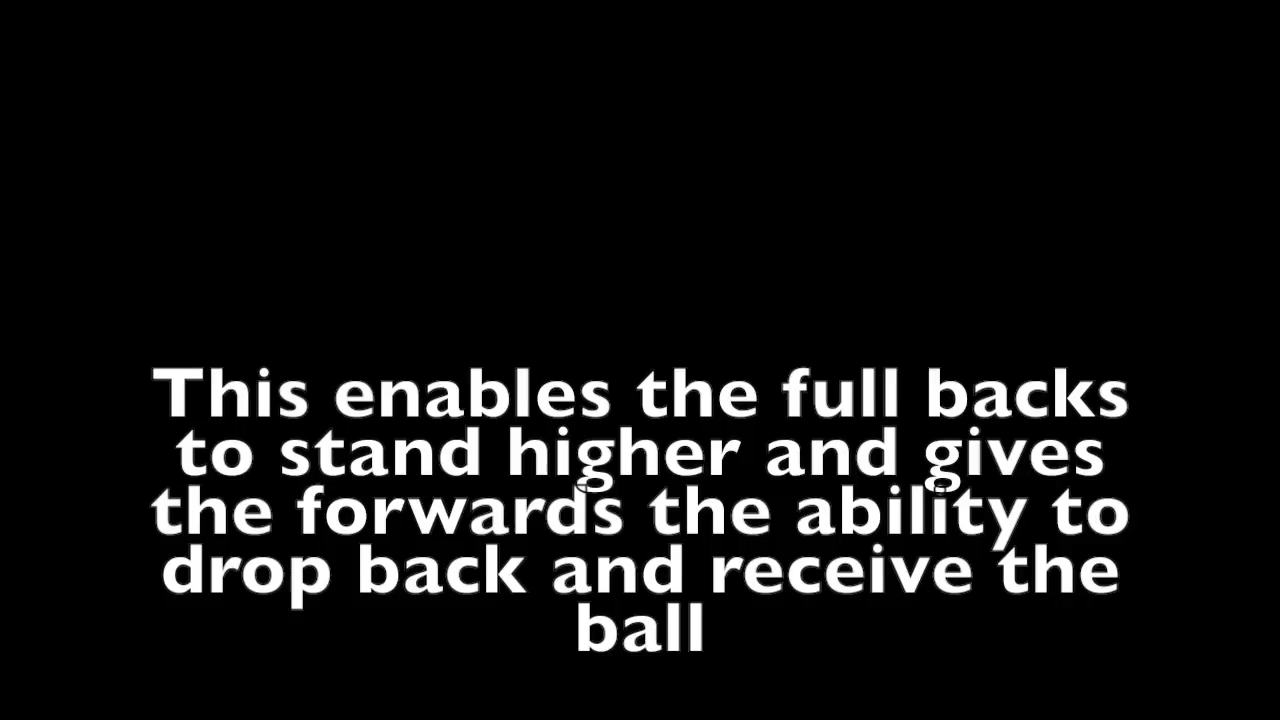 This enables the full backs
to stand higher and gives
the forwards the ability to
drop back and receive the
ball